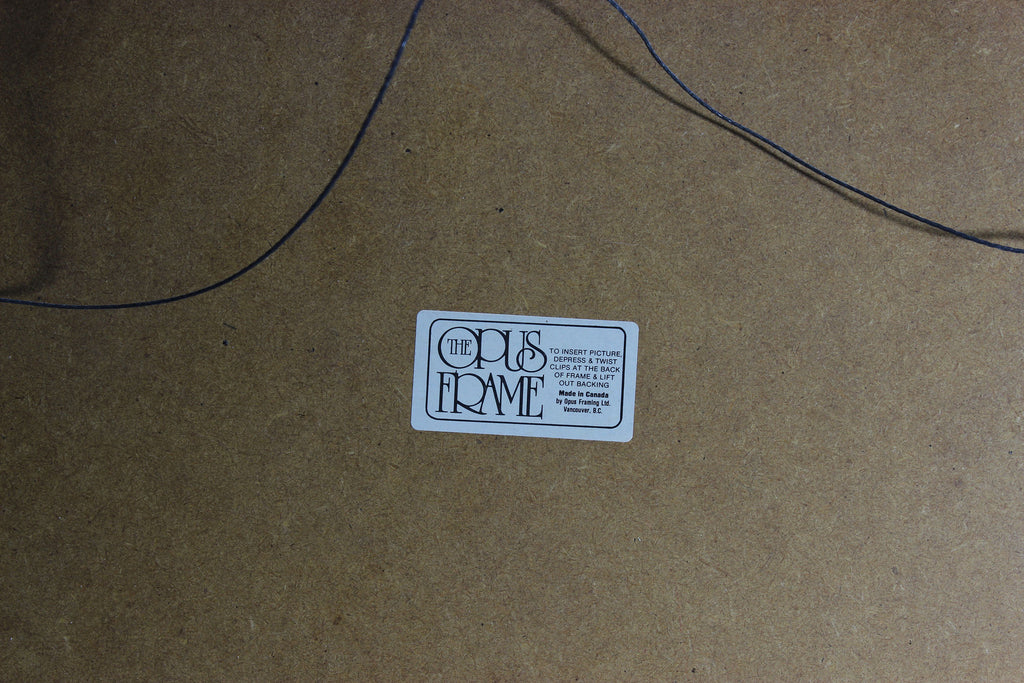 THE OPUS
FRAME
TO INSERT PICTURE,
DEPRESS & TWIST
CLIPS AT THE BACK
OF FRAME & LIFT
OUT BACKING
Made in Canada
by Opus Framing Ltd.
Vancouver, B.C.